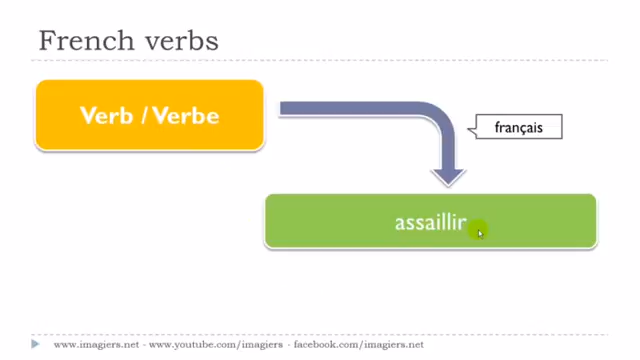 French verbs
Verb / Verbe
français
assaillir
www.imagiers.net - www.youtube.com/imagiers - facebook.com/imagiers.net